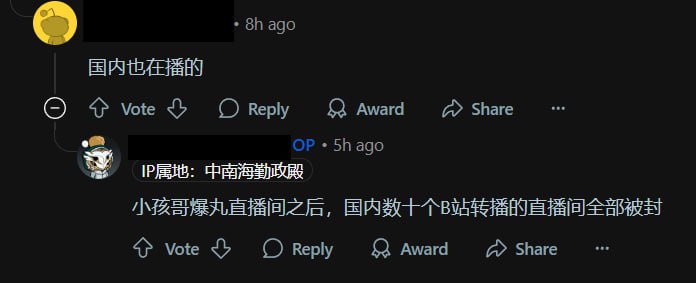 • 8h ago
国内也在播的
Vote Reply Award Share ...
OP • 5h ago
IP属地：中南海勤政殿
小孩哥爆丸直播间之后，国内数十个B站转播的直播间全部被封
Vote Reply Award Share ...